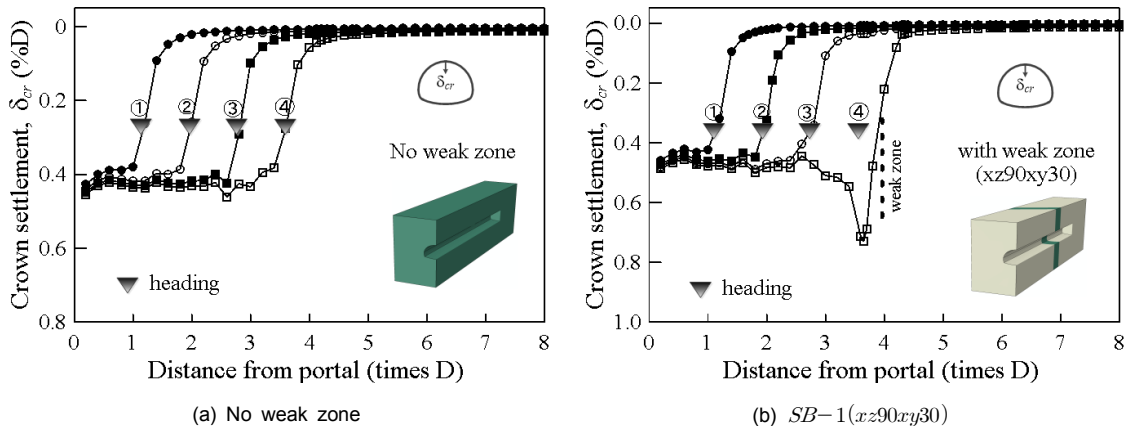 Crown settlement, δcr (%D)
0
0.2
0.4
0.6
0.8
① ② ③ ④
δcr
No weak zone
heading
0 1 2 3 4 5 6 7 8
Distance from portal (times D)
(a) No weak zone
Crown settlement, δcr (%D)
0.0
0.2
0.4
0.6
0.8
1.0
① ② ③ ④
δcr
weak zone
with weak zone
(xz90xy30)
heading
0 1 2 3 4 5 6 7 8
Distance from portal (times D)
(b) SB-1(xz90xy30)